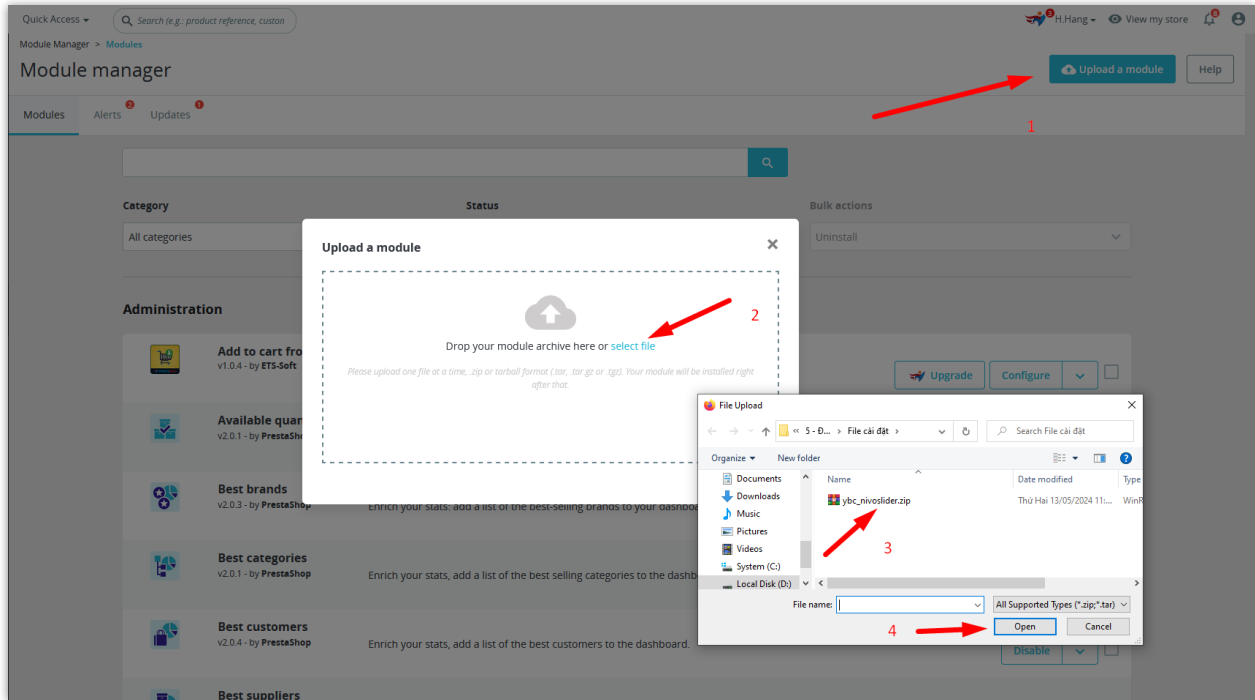 Quick Access
Search (e.g.: product reference, custon
3
H.Hang
View my store
Module Manager > Modules
Module manager
Upload a module
Help
1
Modules
Alerts
2
Updates
1
Category
Status
Bulk actions
All categories
Uninstall
Upload a module
Administration
2
Drop your module archive here or select file
Please upload one file at a time, .zip or tarball format (.tar, .tar.gz or .tgz). Your module will be installed right
after that.
Add to cart fro
v1.0.4 - by ETS-Soft
Upgrade
Configure
Available quan
v2.0.1 - by PrestaSho
Best brands
v2.0.3 - by PrestaShop
Enrich your stats: add a list of the best-selling brands to your dashboa
Best categories
v2.0.1 - by PrestaShop
Enrich your stats, add a list of the best selling categories to the dashb
Best customers
v2.0.4 - by PrestaShop
Enrich your stats, add a list of the best customers to the dashboard.
Disable
Best suppliers
File Upload
« 5 - Đ... > File cài đặt >
Search File cài đặt
Organize
New folder
Documents
Downloads
Music
Pictures
Videos
System (C:)
Local Disk (D:)
Name
Date modified
Type
ybc_nivoslider.zip
Thứ Hai 13/05/2024 11:...
WinR
3
File name:
All Supported Types (*.zip;*.tar)
4
Open
Cancel